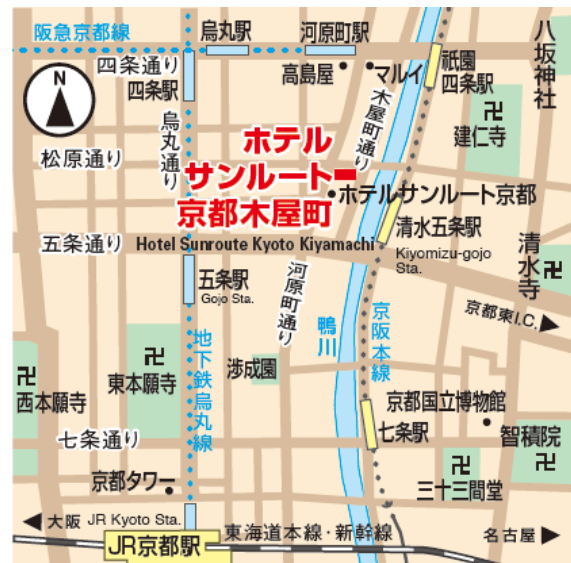 阪急京都線
烏丸駅
河原町駅
八坂神社
四条通り
四条駅
高島屋
マルイ
祇園
四条駅
N
烏丸通り
木屋町通り
建仁寺
松原通り
ホテル
サンルート
京都木屋町
ホテルサンルート京都
五条通り
Hotel Sunroute Kyoto Kiyamachi
清水五条駅
Kiyomizu-gojo
Sta.
清水寺
五条駅
Gojo Sta.
河原町通り
京都東I.C.
鴨川
京阪本線
地下鉄烏丸線
渉成園
西本願寺
東本願寺
京都国立博物館
七条通り
七条駅
智積院
京都タワー
三十三間堂
大阪
JR Kyoto Sta.
東海道本線・新幹線
名古屋
JR京都駅